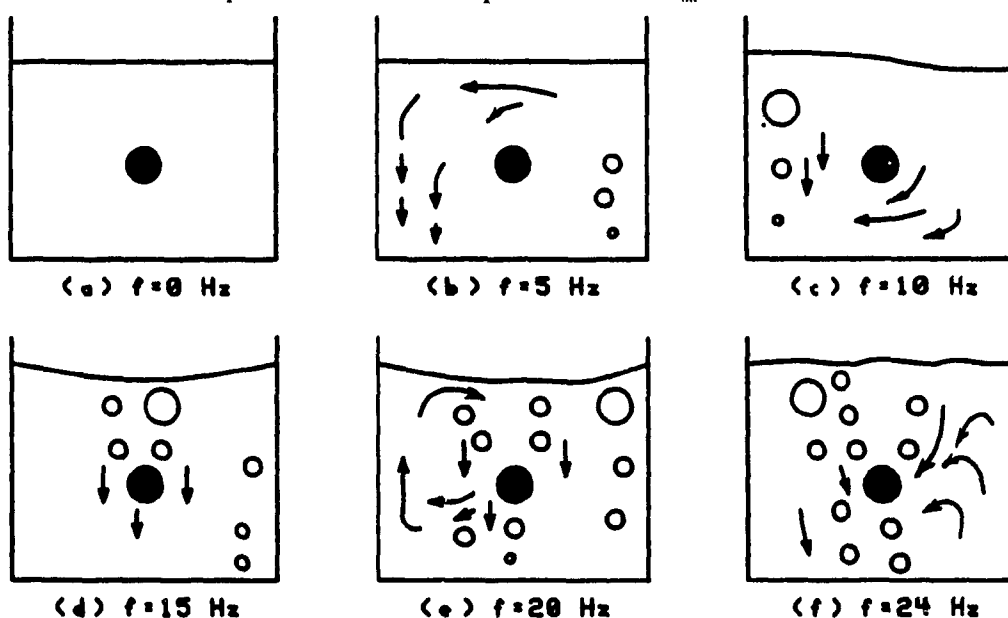 (a) f=0 Hz
(b) f=5 Hz
(c) f=10 Hz
(d) f=15 Hz
(e) f=20 Hz
(f) f=24 Hz